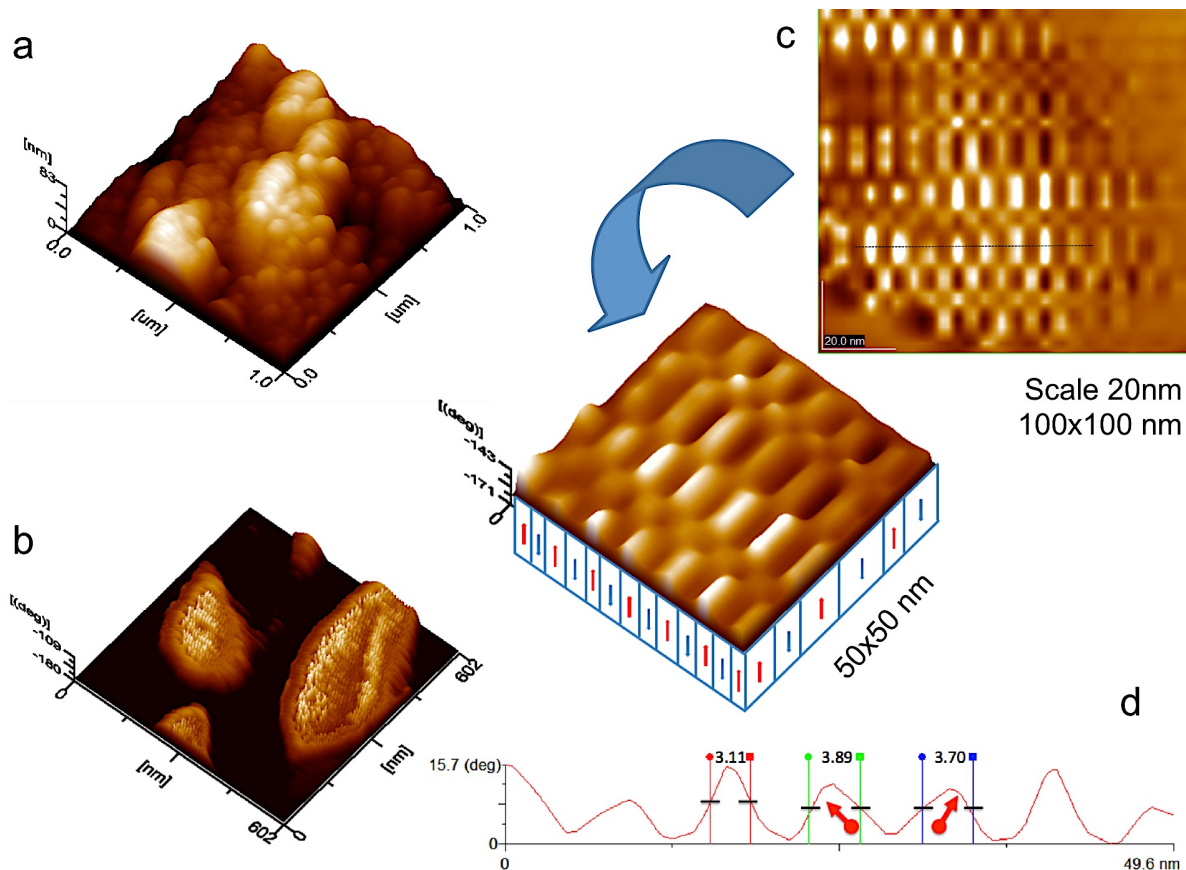 a
[nm]
83
0
0.0
[um]
1.0
0.0
[um]
1.0
c
20.0 nm
Scale 20nm
100x100 nm
[(deg)]
-143
-171
0
50x50 nm
b
[(deg)]
-109
-180
0
[nm]
602
0
[nm]
602
d
15.7 (deg)
0
3.11
3.89
3.70
0
49.6 nm